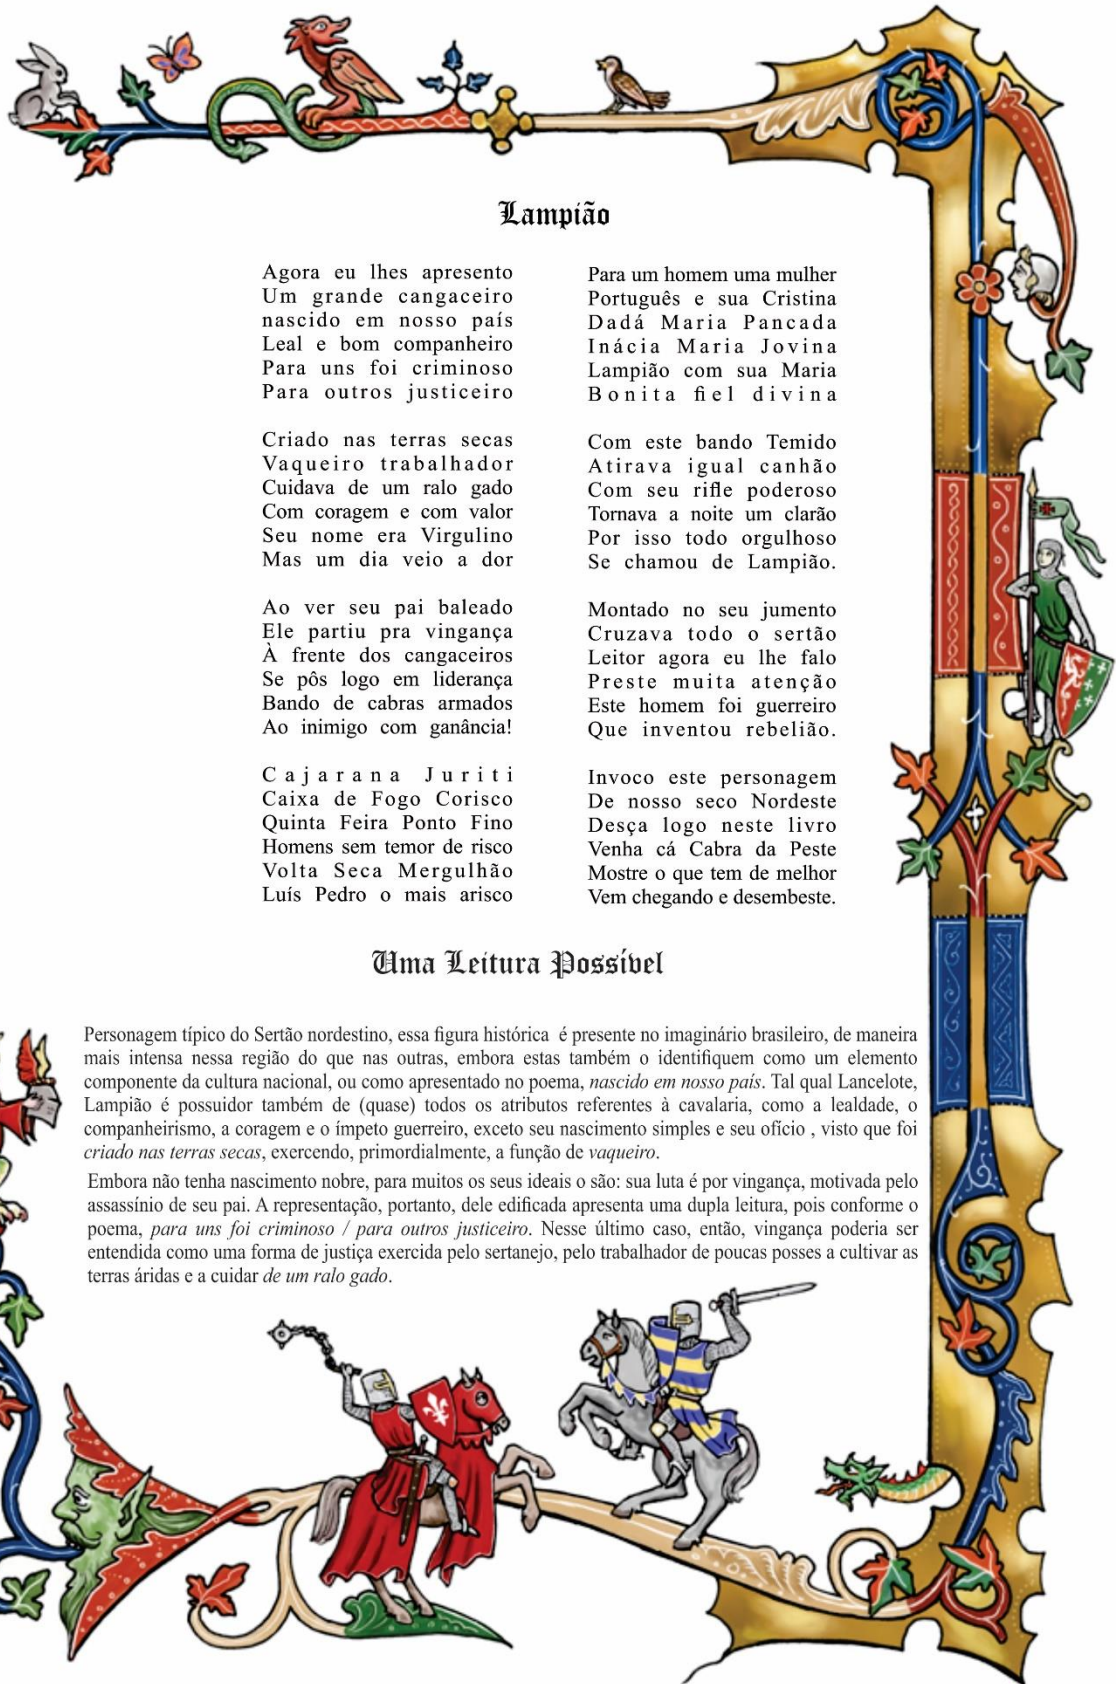 Lampião
Agora eu lhes apresento
Um grande cangaceiro
nascido em nosso país
Leal e bom companheiro
Para uns foi criminoso
Para outros justiceiro
Criado nas terras secas
Vaqueiro trabalhador
Cuidava de um ralo gado
Com coragem e com valor
Seu nome era Virgulino
Mas um dia veio a dor
Ao ver seu pai baleado
Ele partiu pra vingança
À frente dos cangaceiros
Se pôs logo em liderança
Bando de cabras armados
Ao inimigo com ganância!
Cajarana Juriti
Caixa de Fogo Corisco
Quinta Feira Ponto Fino
Homens sem temor de risco
Volta Seca Mergulhão
Luís Pedro o mais arisco
Para um homem uma mulher
Português e sua Cristina
Dadá Maria Pancada
Inácia Maria Jovina
Lampião com sua Maria
Bonita fiel divina
Com este bando Temido
Atirava igual canhão
Com seu rifle poderoso
Tornava a noite um clarão
Por isso todo orgulhoso
Se chamou de Lampião.
Montado no seu jumento
Cruzava todo o sertão
Leitor agora eu lhe falo
Preste muita atenção
Este homem foi guerreiro
Que inventou rebelião.
Invoco este personagem
De nosso seco Nordeste
Desça logo neste livro
Venha cá Cabra da Peste
Mostre o que tem de melhor
Vem chegando e desembeste.
Uma Leitura Possível
Personagem típico do Sertão nordestino, essa figura histórica é presente no imaginário brasileiro, de maneira
mais intensa nessa região do que nas outras, embora estas também o identifiquem como um elemento
componente da cultura nacional, ou como apresentado no poema, nascido em nosso país. Tal qual Lancelote,
Lampião é possuidor também de (quase) todos os atributos referentes à cavalaria, como a lealdade, o
companheirismo, a coragem e o ímpeto guerreiro, exceto seu nascimento simples e seu ofício , visto que foi
criado nas terras secas, exercendo, primordialmente, a função de vaqueiro.
Embora não tenha nascimento nobre, para muitos os seus ideais o são: sua luta é por vingança, motivada pelo
assassínio de seu pai. A representação, portanto, dele edificada apresenta uma dupla leitura, pois conforme o
poema, para uns foi criminoso / para outros justiceiro. Nesse último caso, então, vingança poderia ser
entendida como uma forma de justiça exercida pelo sertanejo, pelo trabalhador de poucas posses a cultivar as
terras áridas e a cuidar de um ralo gado.